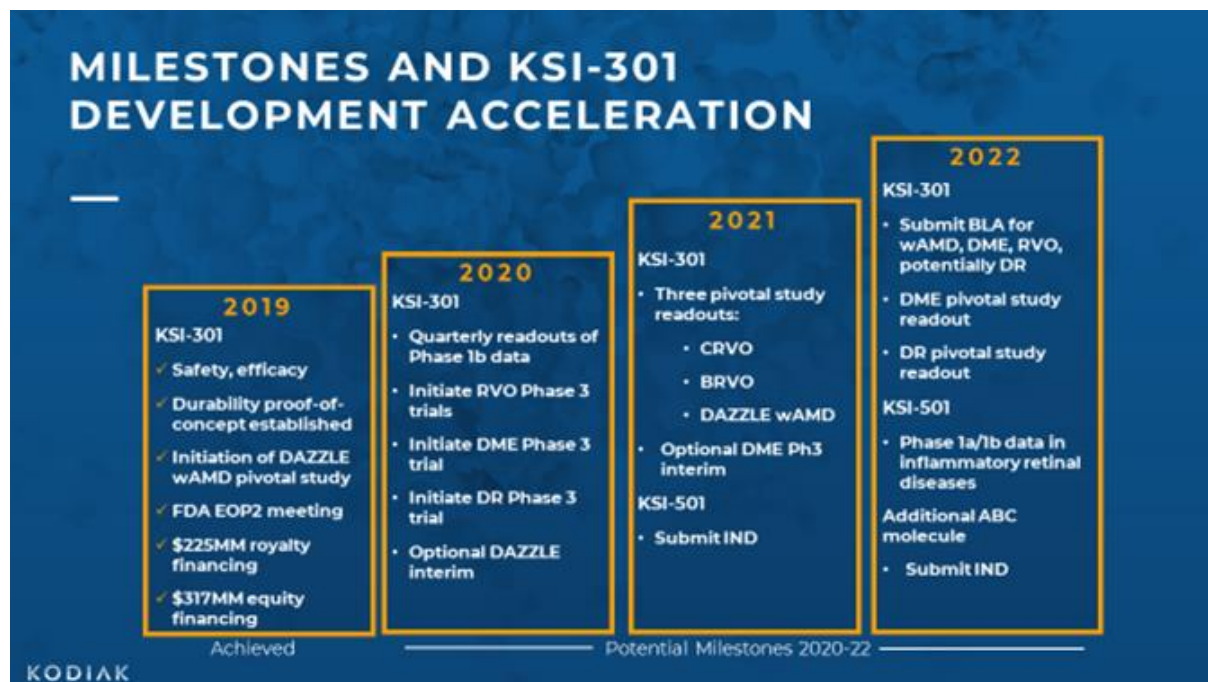 MILESTONES AND KSI-301
DEVELOPMENT ACCELERATION
2019
KSI-301
✓ Safety, efficacy
✓ Durability proof-of-
concept established
✓ Initiation of DAZZLE
wAMD pivotal study
✓ FDA EOP2 meeting
✓ $225MM royalty
financing
✓ $317MM equity
financing
Achieved
2020
KSI-301
• Quarterly readouts of
Phase 1b data
• Initiate RVO Phase 3
trials
• Initiate DME Phase 3
trial
• Initiate DR Phase 3
trial
• Optional DAZZLE
interim
2021
KSI-301
• Three pivotal study
readouts:
• CRVO
• BRVO
• DAZZLE wAMD
• Optional DME Ph3
interim
KSI-501
• Submit IND
2022
KSI-301
• Submit BLA for
wAMD, DME, RVO,
potentially DR
• DME pivotal study
readout
• DR pivotal study
readout
KSI-501
• Phase 1a/1b data in
inflammatory retinal
diseases
Additional ABC
molecule
• Submit IND
Potential Milestones 2020-22
KODIAK